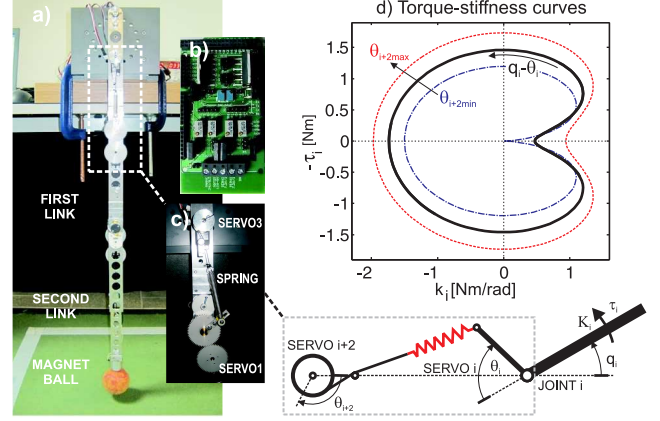 a)
b)
c)
FIRST
LINK
SECOND
LINK
MAGNET
BALL
SERVO3
SPRING
SERVO1
d) Torque-stiffness curves
θi+2max
θi+2min
qi-θi
-τi [Nm]
1.5
1
0.5
0
-0.5
-1
-1.5
-2 -1 0 1
ki[Nm/rad]
SERVO i+2
θi+2
SERVO i
θi
JOINT i
Ki
τi
qi